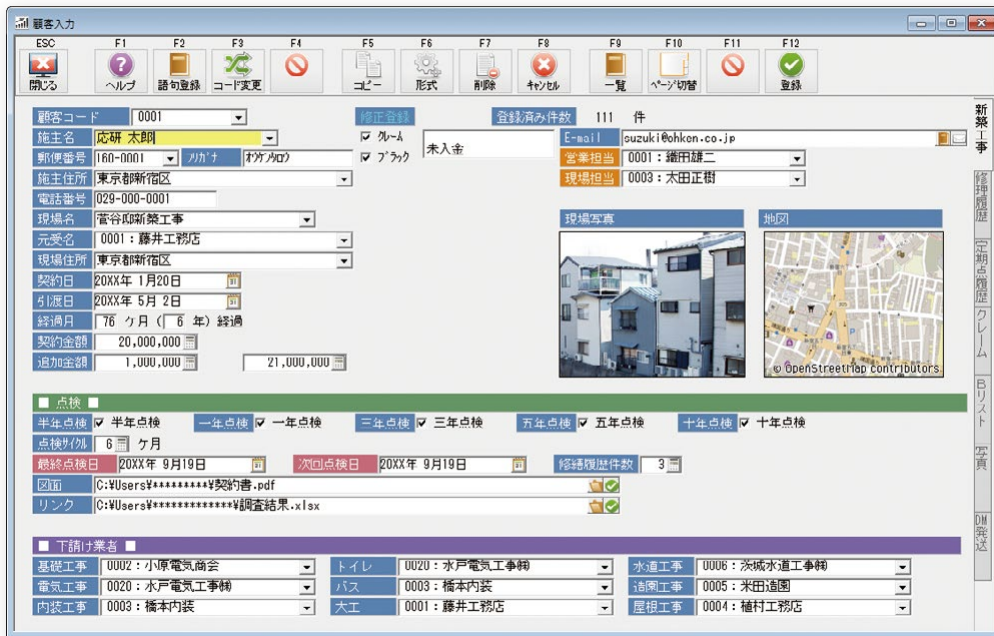 顧客入力
ESC F1 F2 F3 F4 F5 F6 F7 F8 F9 F10 F11 F12
閉じる ヘルプ 語句登録 コード変更 コピー 形式 削除 キャンセル 一覧 ページ切替 登録
顧客コード 0001 修正登録 登録済み件数 111 件
施主名 応研 太郎 クレーム 未入金 E-mail suzuki@ohken.co.jp
郵便番号 160-0001 フリガナ オウケンタロウ ブラック 営業担当 0001:織田雄二
施主住所 東京都新宿区 現場担当 0003:太田正樹
電話番号 029-000-0001
現場名 菅谷邸新築工事 現場写真 地図
元受名 0001:藤井工務店
現場住所 東京都新宿区
契約日 20XX年 1月20日
引渡日 20XX年 5月 2日
経過月 76 ケ月 ( 6 年) 経過
契約金額 20,000,000
追加金額 1,000,000 21,000,000
© OpenStreetMap contributors
■ 点検 ■
半年点検 半年点検 一年点検 一年点検 三年点検 三年点検 五年点検 五年点検 十年点検 十年点検
点検サイクル 6 ケ月
最終点検日 20XX年 9月19日 次回点検日 20XX年 9月19日 修繕履歴件数 3
図面 C:¥Users¥*********¥契約書.pdf
リンク C:¥Users¥*************¥調査結果.xlsx
■ 下請け業者 ■
基礎工事 0002:小原電気商会 トイレ 0020:水戸電気工事㈱ 水道工事 0006:茨城水道工事㈱
電気工事 0020:水戸電気工事㈱ バス 0003:橋本内装 造園工事 0005:米田造園
内装工事 0003:橋本内装 大工 0001:藤井工務店 屋根工事 0004:植村工務店
新築工事
修理履歴
定期点履歴
クレーム
Bリスト
写真
DM発送